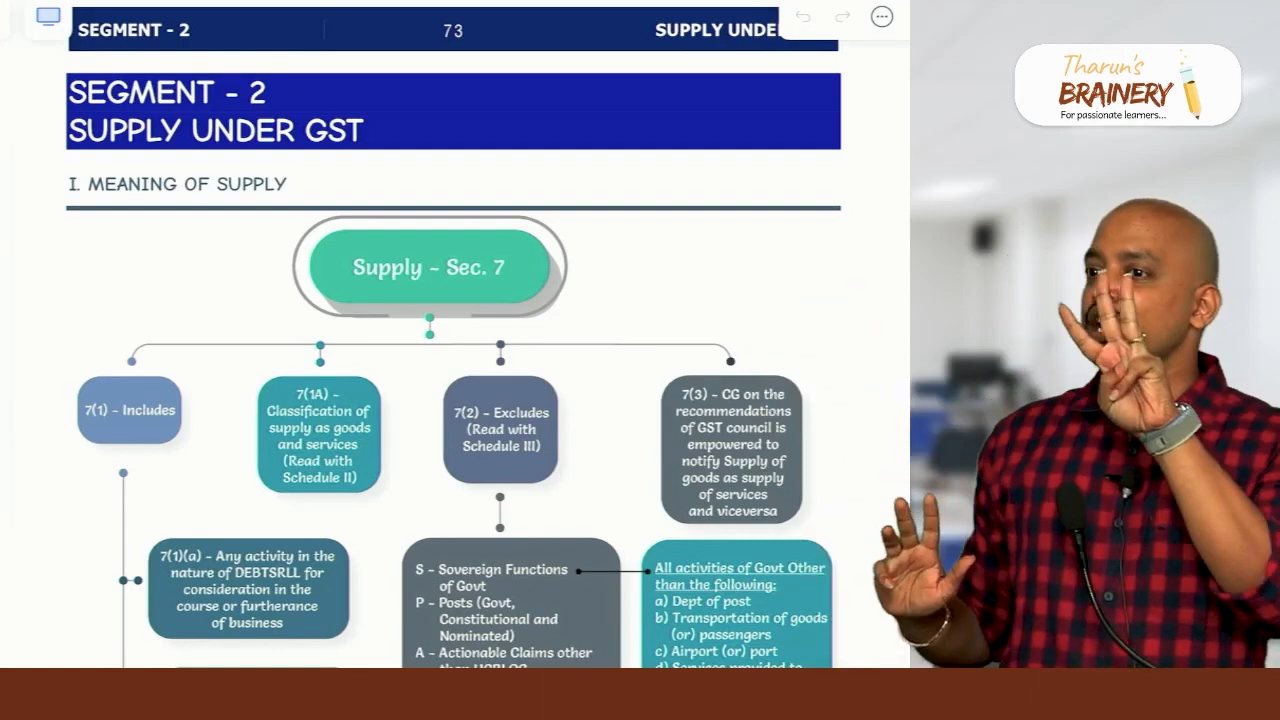 SEGMENT - 2
73
SUPPLY UNDE
SEGMENT - 2
SUPPLY UNDER GST
I. MEANING OF SUPPLY
Supply - Sec. 7
7(1) - Includes
7(1A) -
Classification of
supply as goods
and services
(Read with
Schedule II)
7(2) - Excludes
(Read with
Schedule III)
7(3) - CG on the
recommendations
of GST council is
empowered to
notify Supply of
goods as supply
of services
and viceversa
7(1)(a) - Any activity in the
nature of DEBTSRLL for
consideration in the
course or furtherance
of business
S - Sovereign Functions
of Govt
P - Posts (Govt,
Constitutional and
Nominated)
A - Actionable Claims other
All activities of Govt Other
than the following:
a) Dept of post
b) Transportation of goods
(or) passengers
c) Airport (or) port
d) Services provided to
Tharun's
BRAINERY
For passionate learners...